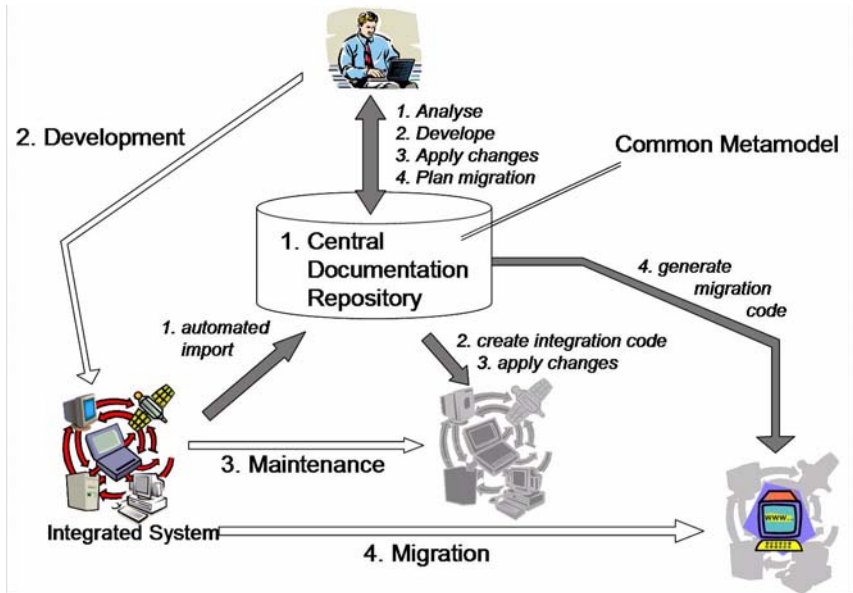 1. Analyse
2. Develope
3. Apply changes
4. Plan migration
2. Development
Common Metamodel
1. Central
Documentation
Repository
4. generate
migration
code
1. automated
import
2. create integration code
3. apply changes
3. Maintenance
Integrated System
4. Migration
www...